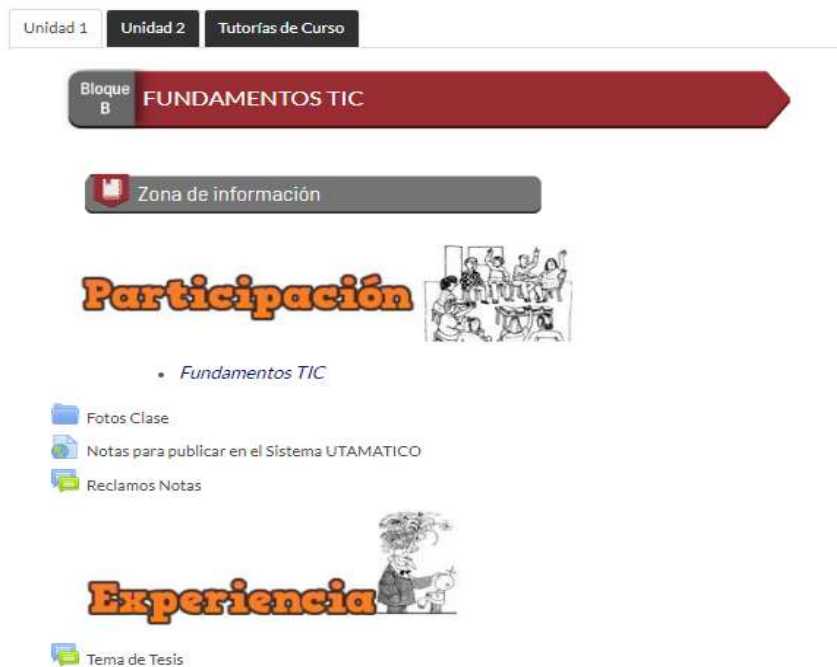 Unidad 1 Unidad 2 Tutorías de Curso
Bloque B FUNDAMENTOS TIC
Zona de información
Participación
Fundamentos TIC
Fotos Clase
Notas para publicar en el Sistema UTAMATICO
Reclamos Notas
Experiencia
Tema de Tesis